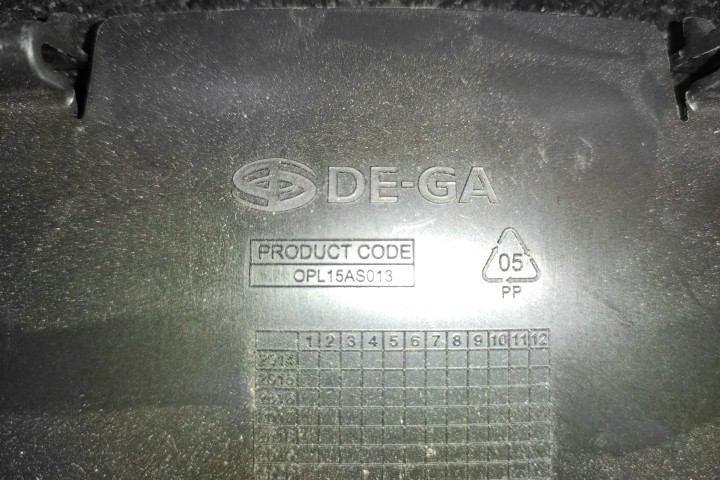 DE-GA
PRODUCT CODE
OPL15AS013
05
PP
1 2 3 4 5 6 7 8 9 10 11 12